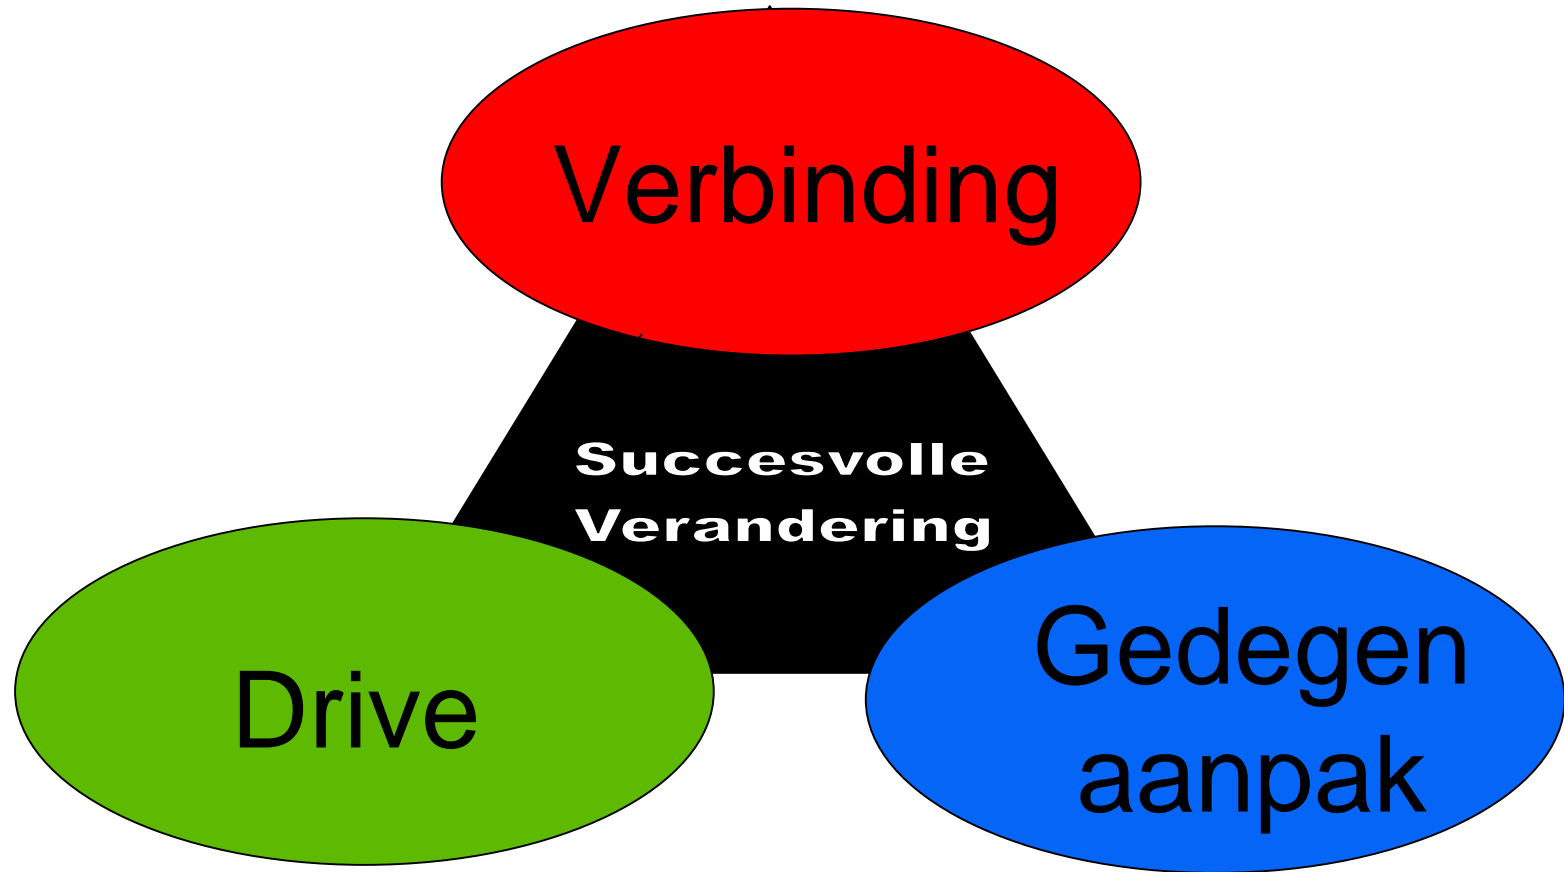 Verbinding
Succesvolle
Verandering
Drive
Gedegen
aanpak